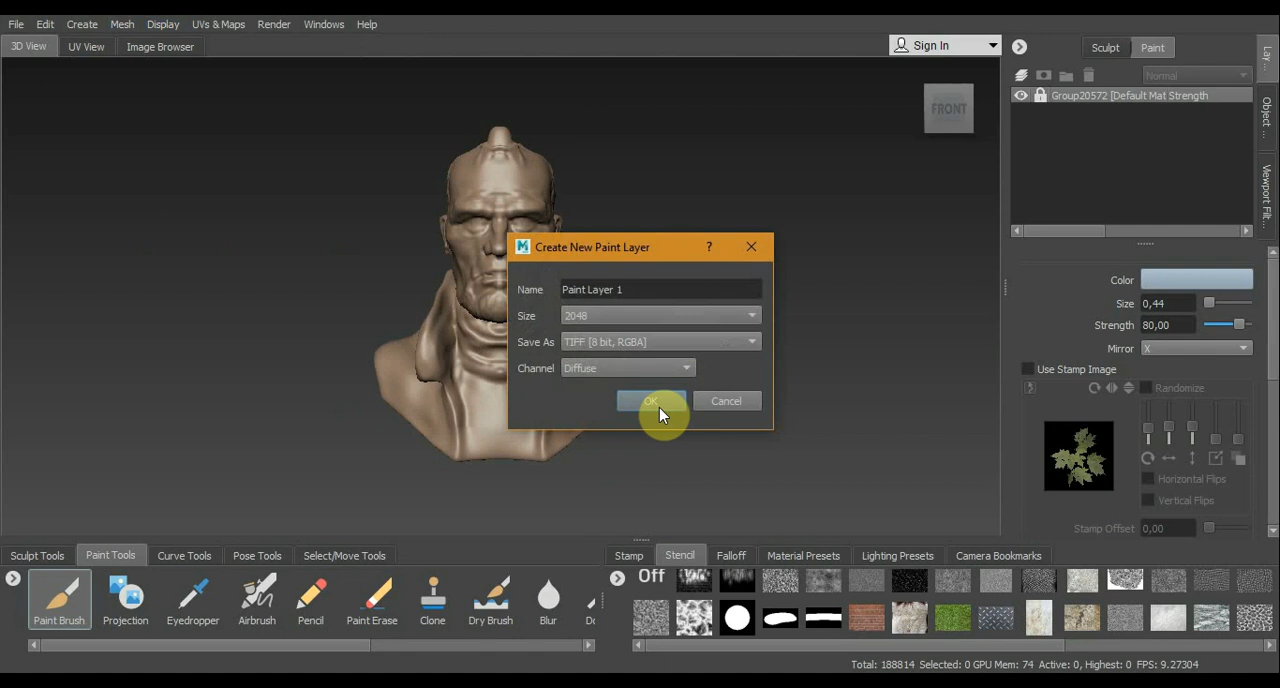 File Edit Create Mesh Display UVs & Maps Render Windows Help
3D View UV View Image Browser
Sign In
Sculpt Paint
Lay...
Normal
Group20572 [Default Mat Strength
FRONT
Object ...
Viewport Filt...
Create New Paint Layer ?
Name Paint Layer 1
Size 2048
Save As TIFF [8 bit, RGBA]
Channel Diffuse
OK Cancel
Color
Size 0,44
Strength 80,00
Mirror X
Use Stamp Image
Randomize
Horizontal Flips
Vertical Flips
Stamp Offset 0,00
Sculpt Tools Paint Tools Curve Tools Pose Tools Select/Move Tools
Stamp Stencil Falloff Material Presets Lighting Presets Camera Bookmarks
Off
Paint Brush Projection Eyedropper Airbrush Pencil Paint Erase Clone Dry Brush Blur Do
Total: 188814 Selected: 0 GPU Mem: 74 Active: 0, Highest: 0 FPS: 9.27304